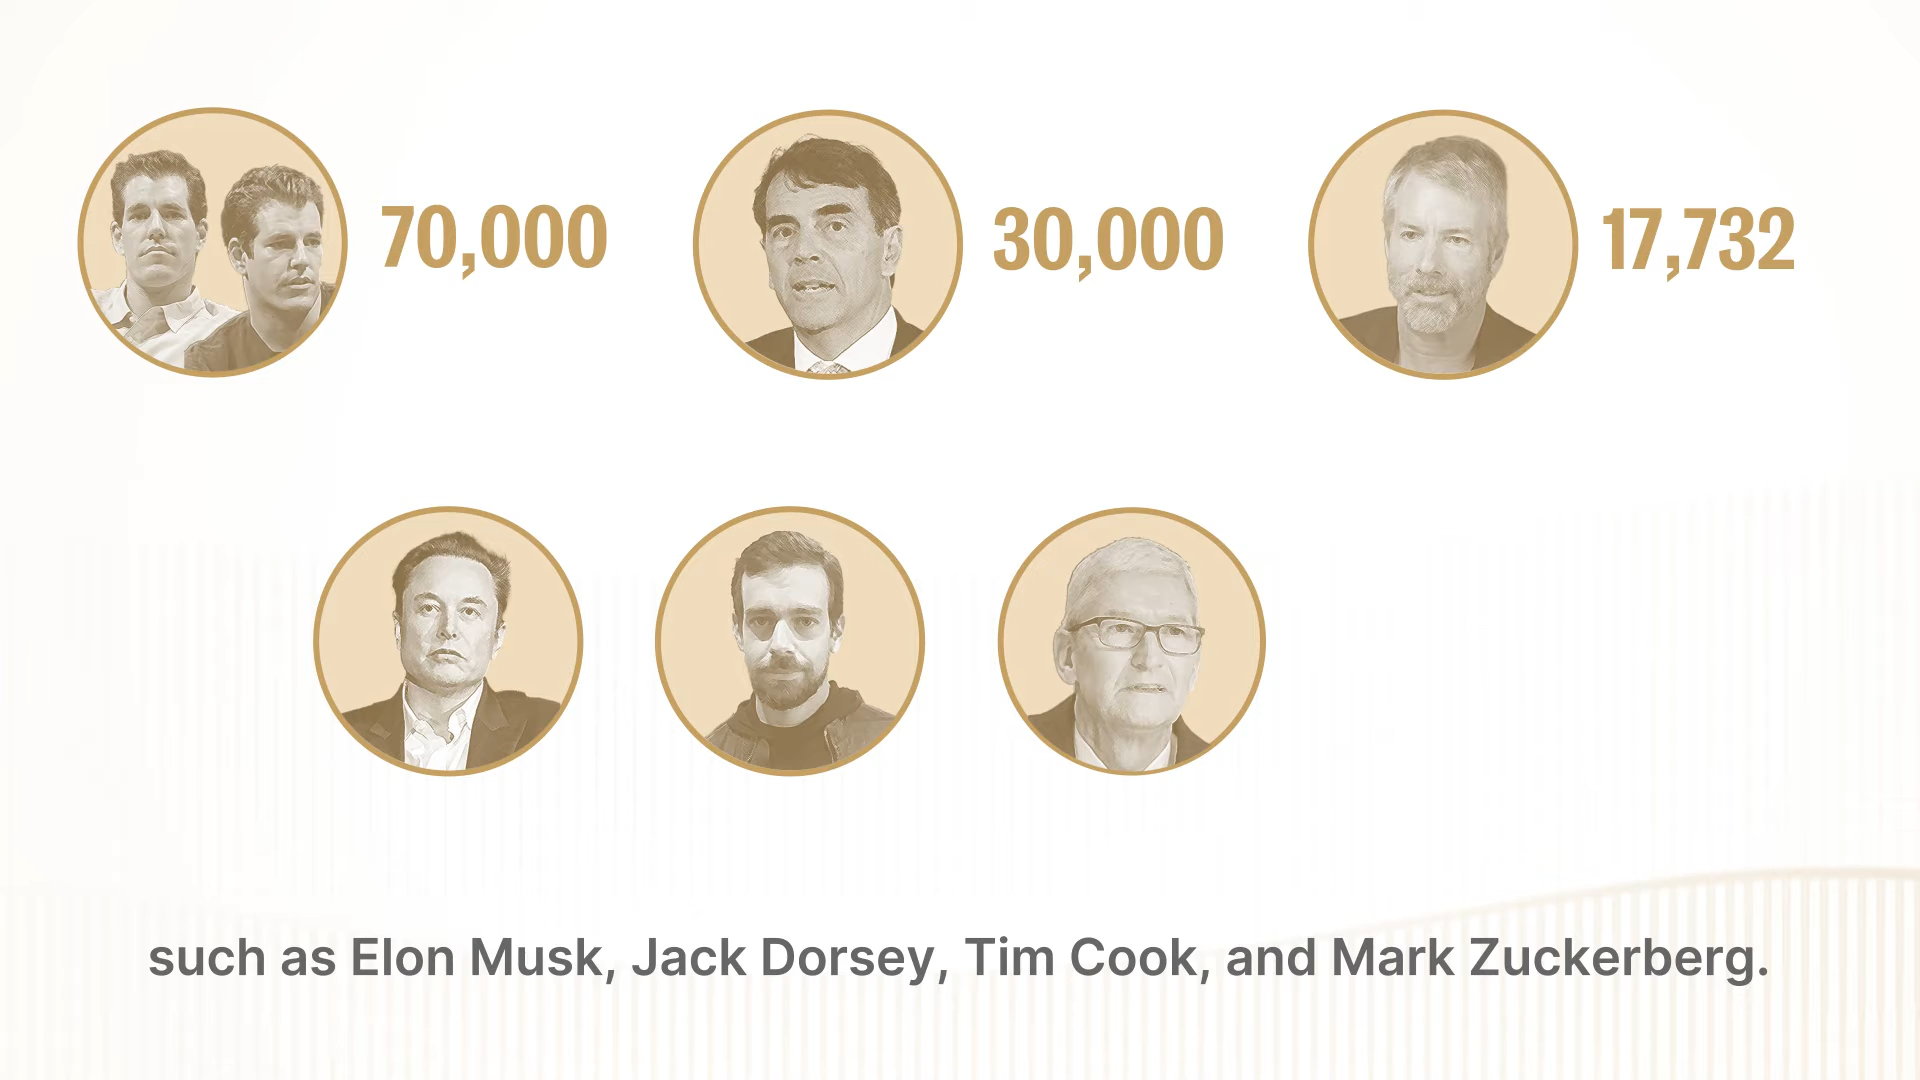 70,000
30,000
17,732
such as Elon Musk, Jack Dorsey, Tim Cook, and Mark Zuckerberg.